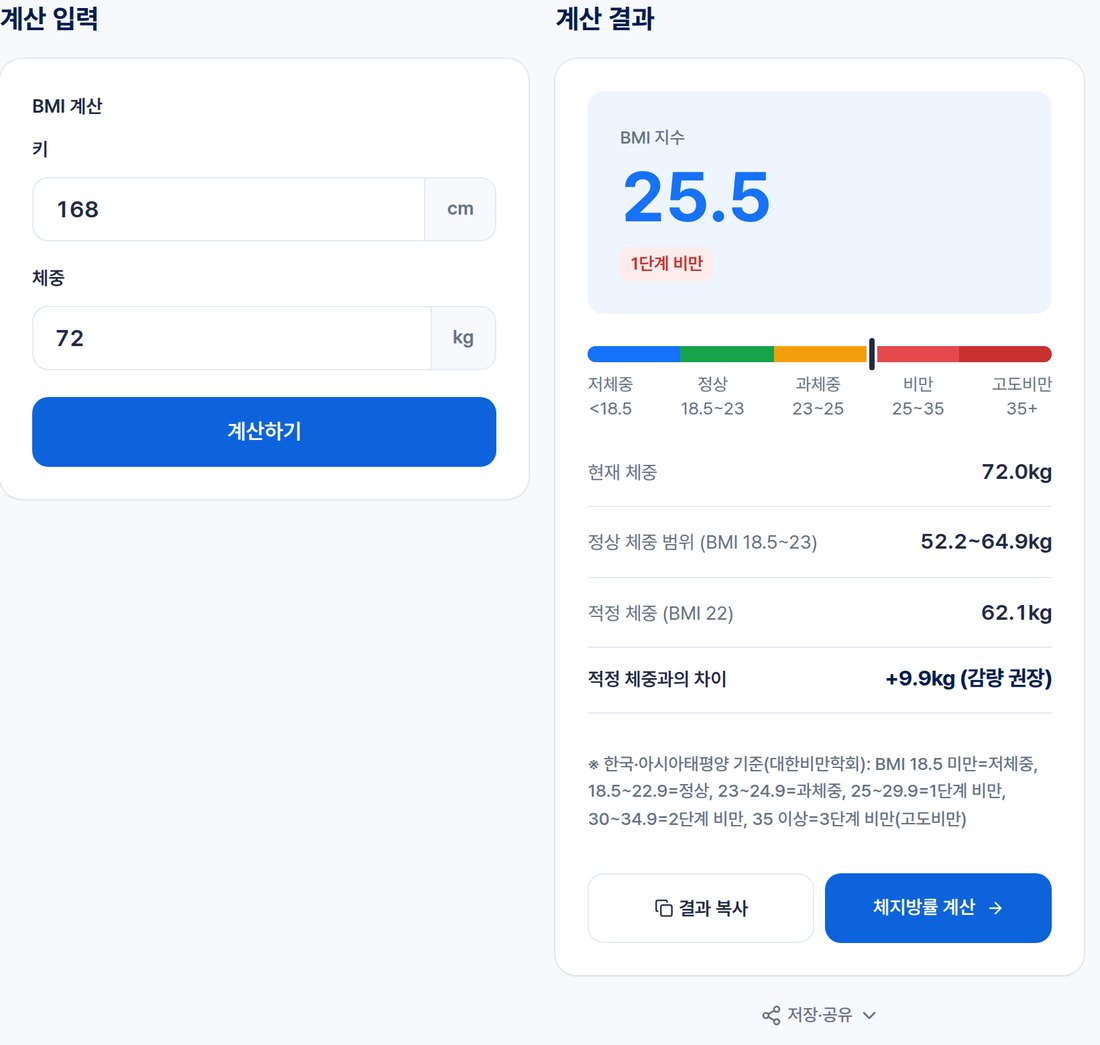 계산 입력
BMI 계산
키
168 cm
체중
72 kg
계산하기
계산 결과
BMI 지수
25.5
1단계 비만
저체중 정상 과체중 비만 고도비만
<18.5 18.5~23 23~25 25~35 35+
현재 체중 72.0kg
정상 체중 범위 (BMI 18.5~23) 52.2~64.9kg
적정 체중 (BMI 22) 62.1kg
적정 체중과의 차이 +9.9kg (감량 권장)
※ 한국·아시아태평양 기준(대한비만학회): BMI 18.5 미만=저체중,
18.5~22.9=정상, 23~24.9=과체중, 25~29.9=1단계 비만,
30~34.9=2단계 비만, 35 이상=3단계 비만(고도비만)
결과 복사
체지방률 계산 →
저장·공유